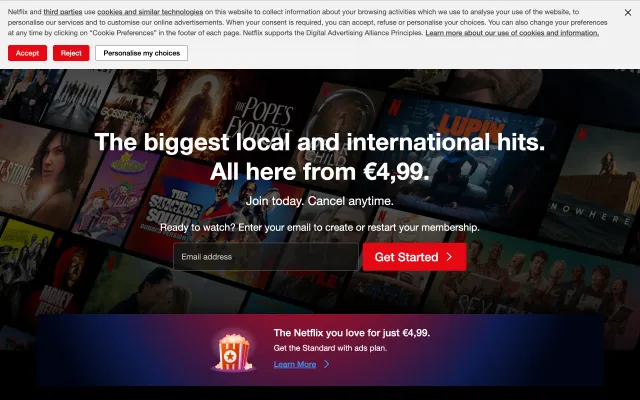 Netflix and third parties use cookies and similar technologies on this website to collect information about your browsing activities which we use to analyse your use of the website, to
personalise our services and to customise our online advertisements. When your consent is required, you can accept, refuse or personalise your choices. You can also change your preferences
at any time by clicking on "Cookie Preferences" in the footer of each page. Netflix supports the Digital Advertising Alliance Principles. Learn more about our use of cookies and information.
Accept
Reject
Personalise my choices
THE POPE'S EXORCIST
LUPIN
The biggest local and international hits.
All here from €4,99.
Join today. Cancel anytime.
THE SUICIDE SQUAD
NOWHERE
Ready to watch? Enter your email to create or restart your membership.
Email address
Get Started
The Netflix you love for just €4,99.
Get the Standard with ads plan.
Learn More